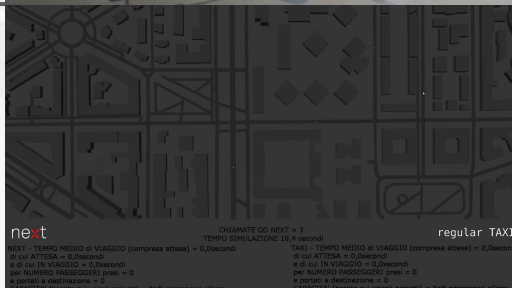 next
CHIAMATE OD NEXT = 3
TEMPO SIMULAZIONE 18,4 secondi
regular TAXI
NEXT - TEMPO MEDIO di VIAGGIO (compresa attesa) = 0,0secondi
di cui ATTESA = 0,0secondi
e di cui IN VIAGGIO = 0,0secondi
per NUMERO PASSEGGERI presi = 0
e portati a destinazione = 0
TAXI - TEMPO MEDIO di VIAGGIO (compresa attesa) = 0,0secon
di cui ATTESA = 0,0secondi
e di cui IN VIAGGIO = 0,0secondi
per NUMERO PASSEGGERI presi = 0
e portati a destinazione = 0